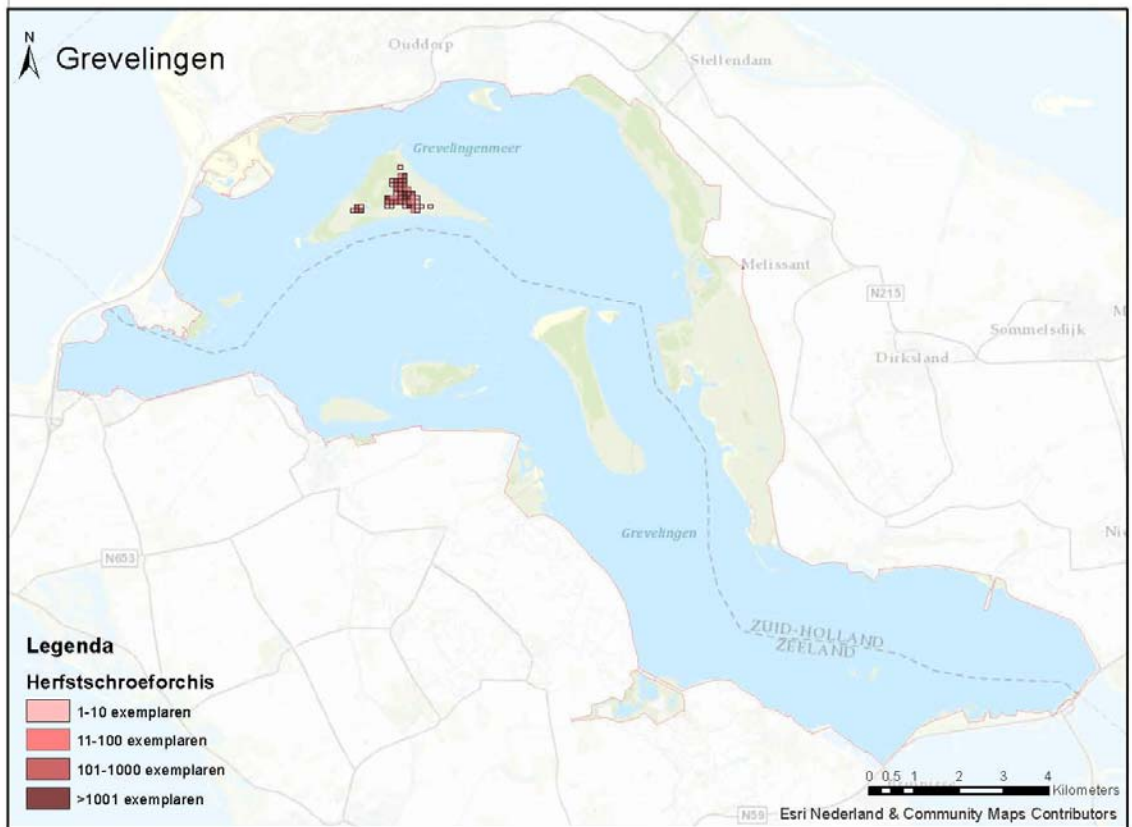 N
Grevelingen
Ouddorp
Stellendam
Grevelingenmeer
Melissant
N215
Sommelsdijk
M
Dirksland
Grevelingen
Nie
N653
ZUID-HOLLAND
ZEELAND
Legenda
Herfstschroeforchis
1-10 exemplaren
11-100 exemplaren
101-1000 exemplaren
>1001 exemplaren
0 0,5 1 2 3 4
Kilometers
N59
Esri Nederland & Community Maps Contributors